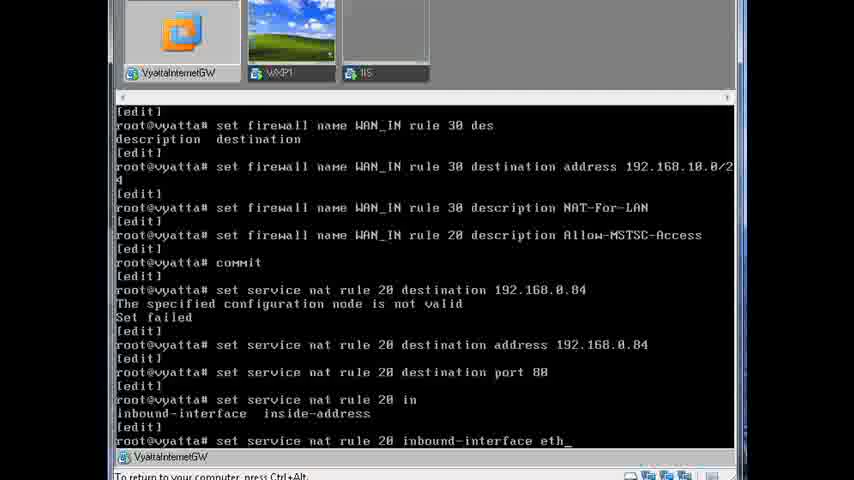 VyattaInternetGW
WXP1
IIS
[edit]
root@vyatta# set firewall name WAN_IN rule 30 des
description  destination
[edit]
root@vyatta# set firewall name WAN_IN rule 30 destination address 192.168.10.0/2
4
[edit]
root@vyatta# set firewall name WAN_IN rule 30 description NAT-For-LAN
[edit]
root@vyatta# set firewall name WAN_IN rule 20 description Allow-MSTSC-Access
[edit]
root@vyatta# commit
[edit]
root@vyatta# set service nat rule 20 destination 192.168.0.84
The specified configuration node is not valid
Set failed
[edit]
root@vyatta# set service nat rule 20 destination address 192.168.0.84
[edit]
root@vyatta# set service nat rule 20 destination port 80
[edit]
root@vyatta# set service nat rule 20 in
inbound-interface  inside-address
[edit]
root@vyatta# set service nat rule 20 inbound-interface eth_
VyattaInternetGW
To return to your computer, press Ctrl+Alt.